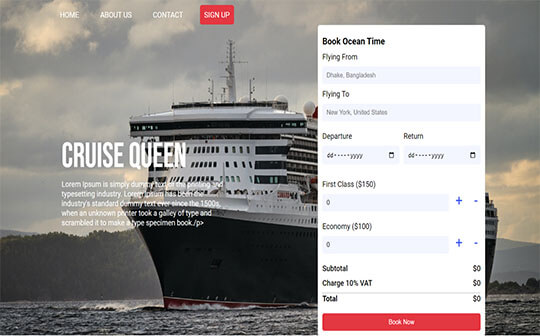 HOME ABOUT US CONTACT SIGN UP
Book Ocean Time
Flying From
Dhake, Bangladesh
Flying To
New York, United States
Departure Return
dd-----yyyy dd-----yyyy
First Class ($150)
0 + -
Economy ($100)
0 + -
Subtotal $0
Charge 10% VAT $0
Total $0
Book Now
CRUISE QUEEN
Lorem Ipsum is simply dummy text of the printing and
typesetting industry. Lorem Ipsum has been the
industry's standard dummy text ever since the 1500s,
when an unknown printer took a galley of type and
scrambled it to make a type specimen book./p>